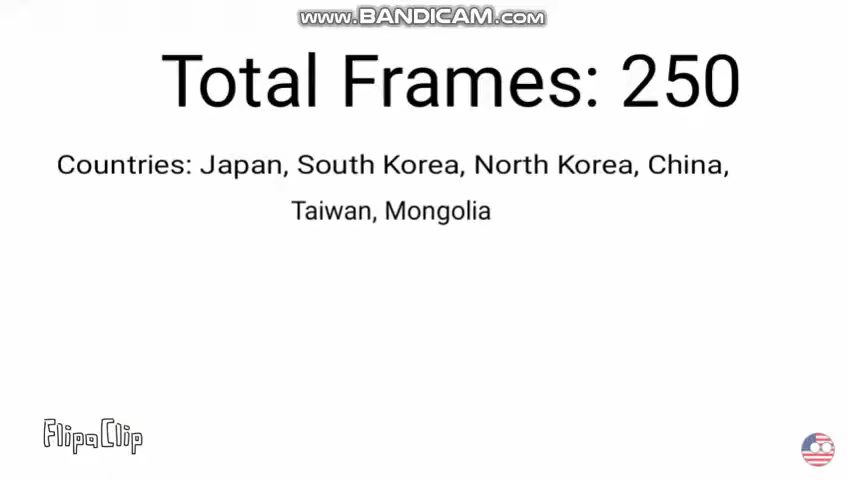 www.BANDICAM.com
Total Frames: 250
Countries: Japan, South Korea, North Korea, China,
Taiwan, Mongolia
FlipaClip